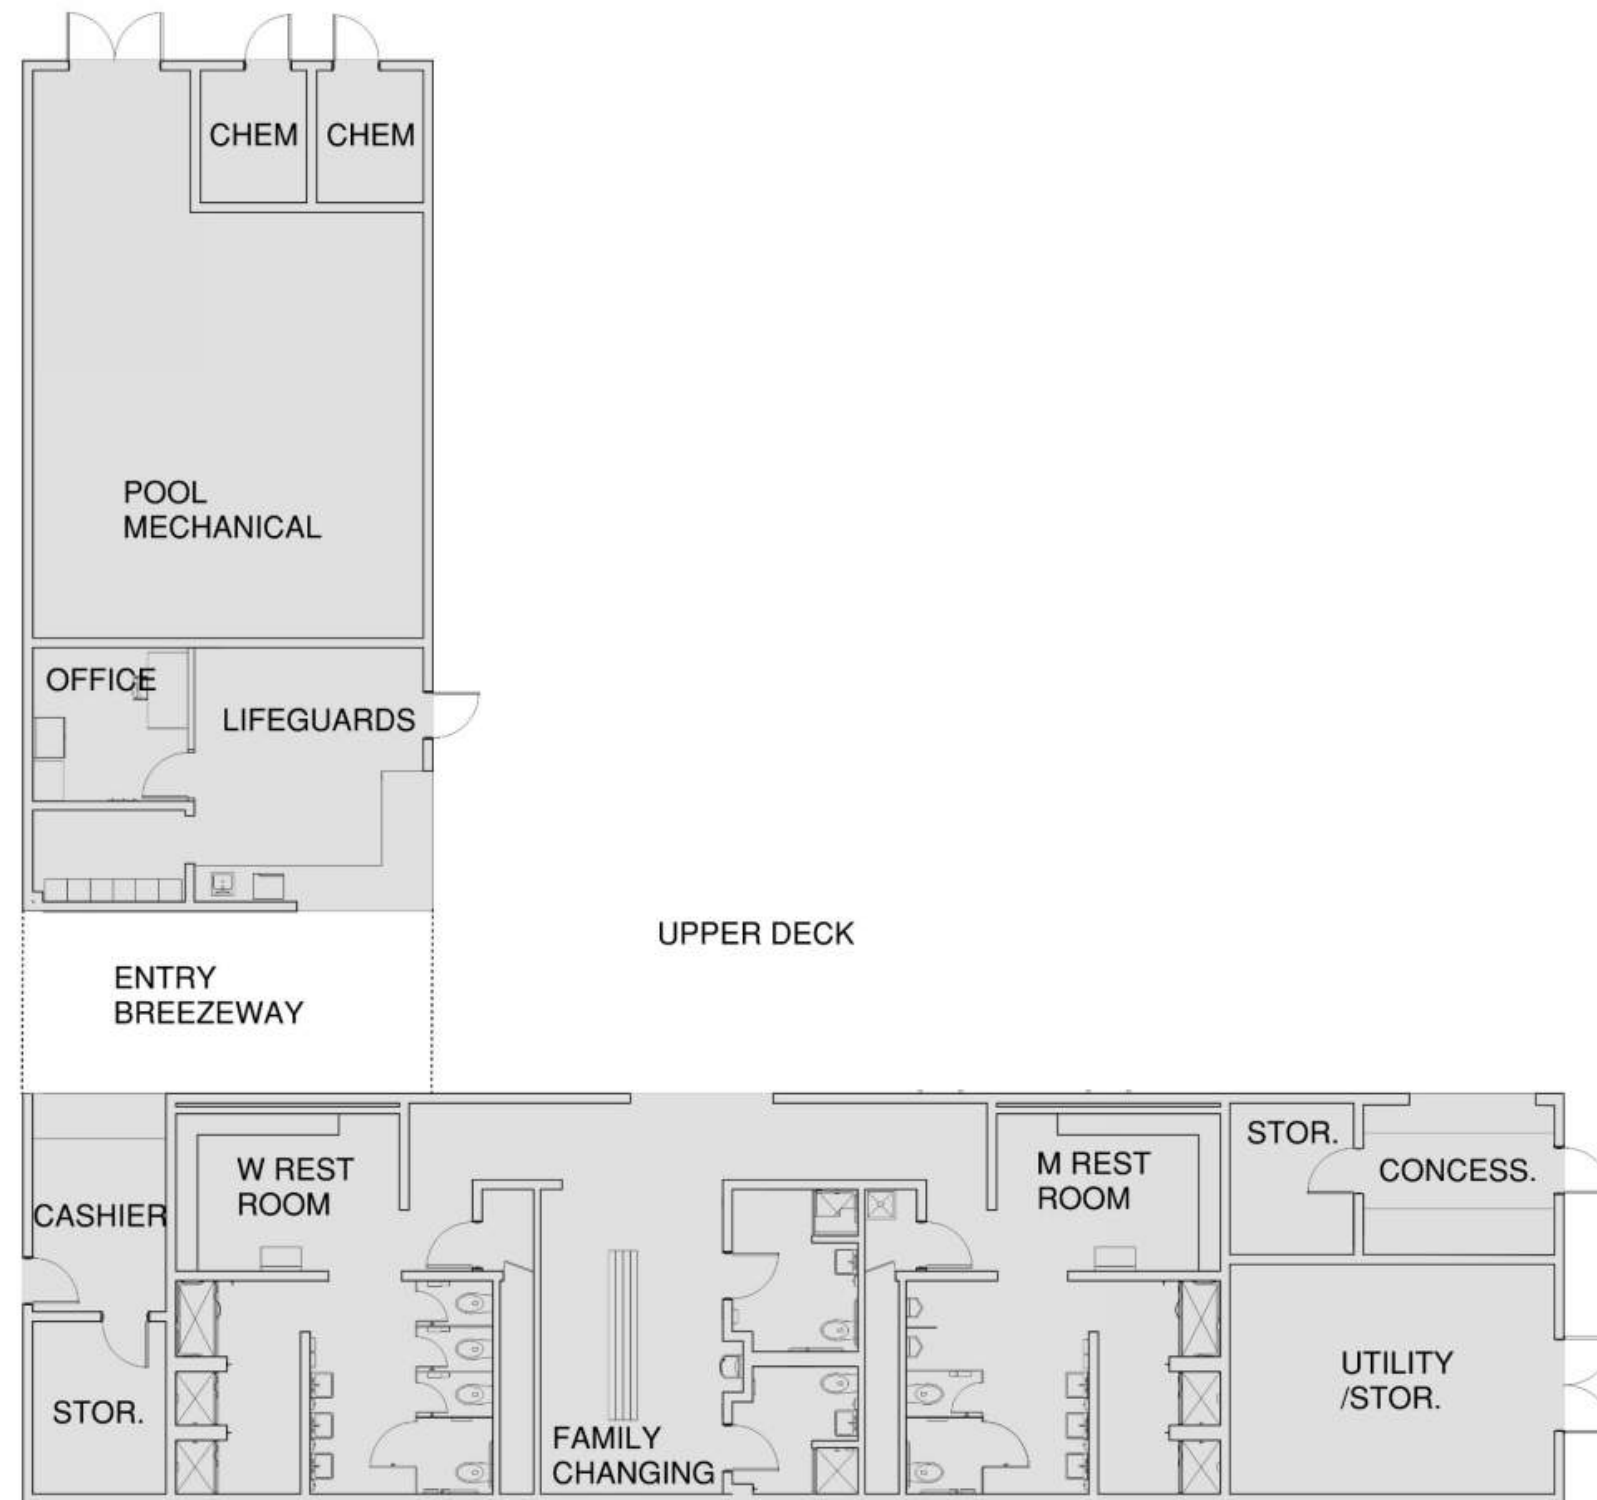 CHEM CHEM
POOL
MECHANICAL
OFFICE
LIFEGUARDS
UPPER DECK
ENTRY
BREEZEWAY
CASHIER
W REST
ROOM
M REST
ROOM
STOR.
CONCESS.
STOR.
FAMILY
CHANGING
UTILITY
/STOR.